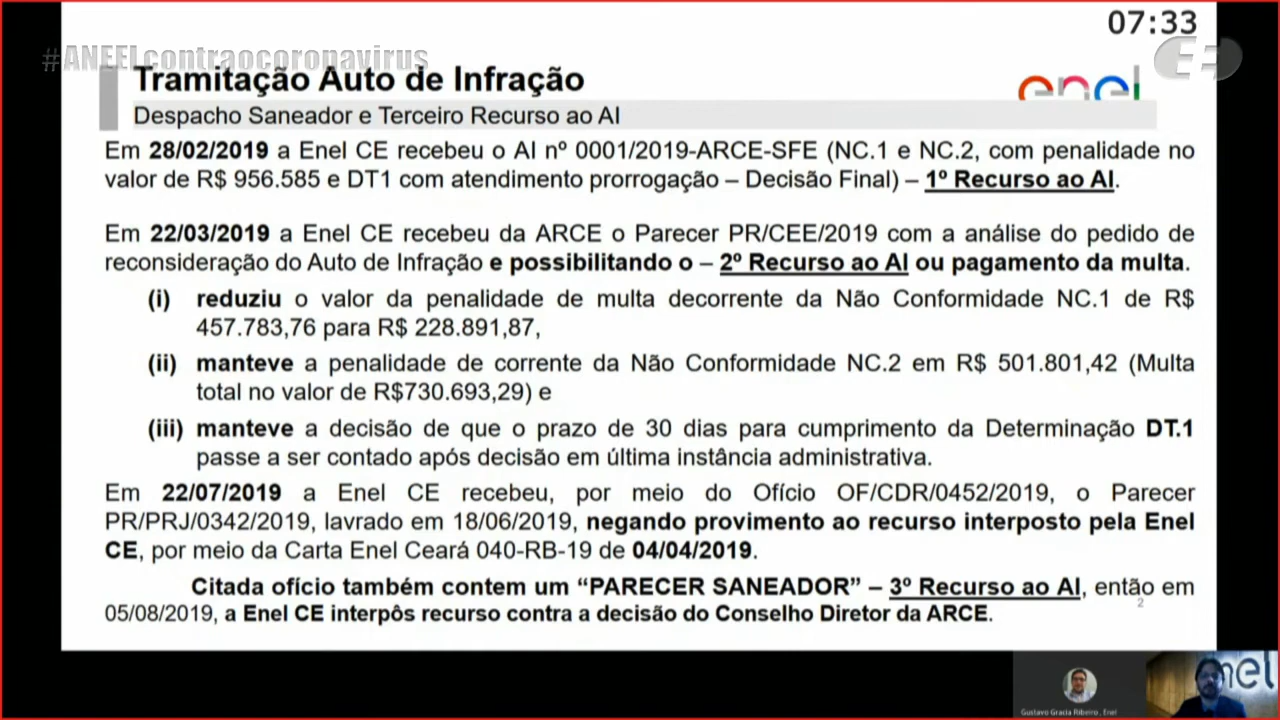 07:33
#ANEELcontraocoronavirus
Tramitação Auto de Infração
enel
Despacho Saneador e Terceiro Recurso ao AI
Em 28/02/2019 a Enel CE recebeu o AI nº 0001/2019-ARCE-SFE (NC.1 e NC.2, com penalidade no
valor de R$ 956.585 e DT1 com atendimento prorrogação – Decisão Final) – 1º Recurso ao AI.
Em 22/03/2019 a Enel CE recebeu da ARCE o Parecer PR/CEE/2019 com a análise do pedido de
reconsideração do Auto de Infração e possibilitando o – 2º Recurso ao AI ou pagamento da multa.
(i) reduziu o valor da penalidade de multa decorrente da Não Conformidade NC.1 de R$
457.783,76 para R$ 228.891,87,
(ii) manteve a penalidade de corrente da Não Conformidade NC.2 em R$ 501.801,42 (Multa
total no valor de R$730.693,29) e
(iii) manteve a decisão de que o prazo de 30 dias para cumprimento da Determinação DT.1
passe a ser contado após decisão em última instância administrativa.
Em 22/07/2019 a Enel CE recebeu, por meio do Ofício OF/CDR/0452/2019, o Parecer
PR/PRJ/0342/2019, lavrado em 18/06/2019, negando provimento ao recurso interposto pela Enel
CE, por meio da Carta Enel Ceará 040-RB-19 de 04/04/2019.
Citada ofício também contem um “PARECER SANEADOR” – 3º Recurso ao AI, então em
05/08/2019, a Enel CE interpôs recurso contra a decisão do Conselho Diretor da ARCE.
2
Gustavo Gracia Ribeiro , Enel
enel